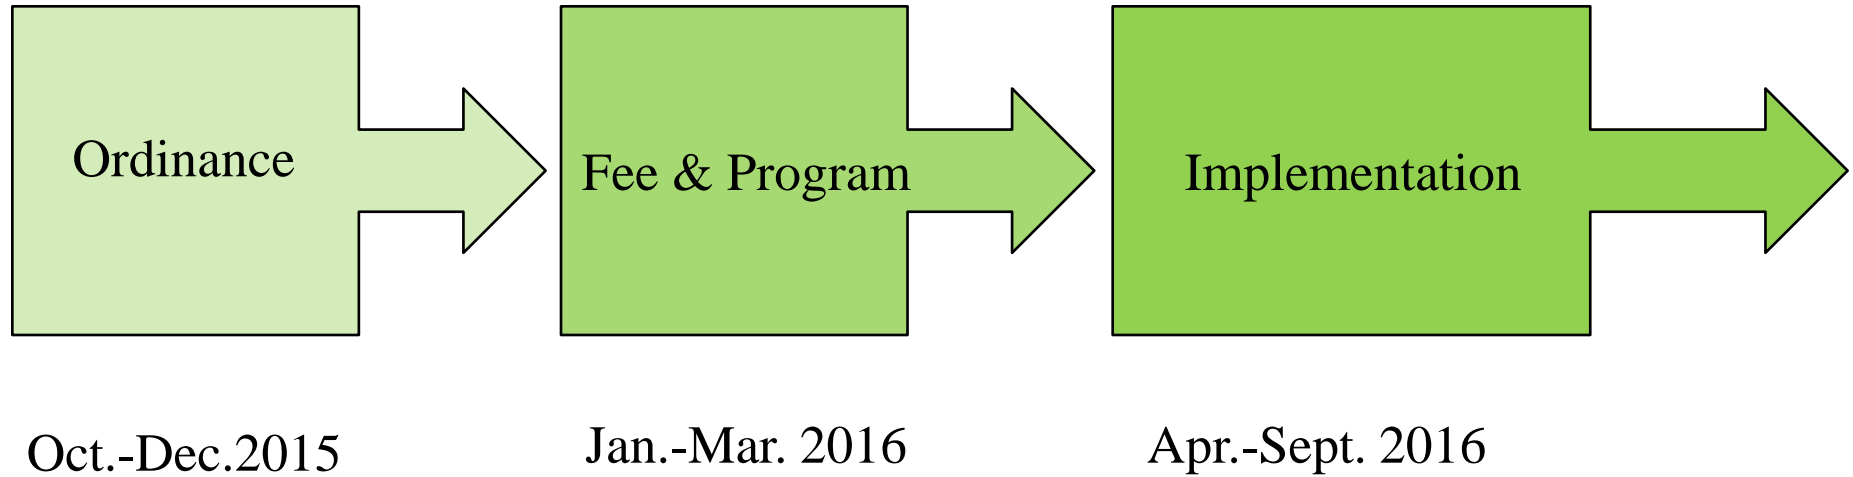 Ordinance
Fee & Program
Implementation
Oct.-Dec.2015
Jan.-Mar. 2016
Apr.-Sept. 2016